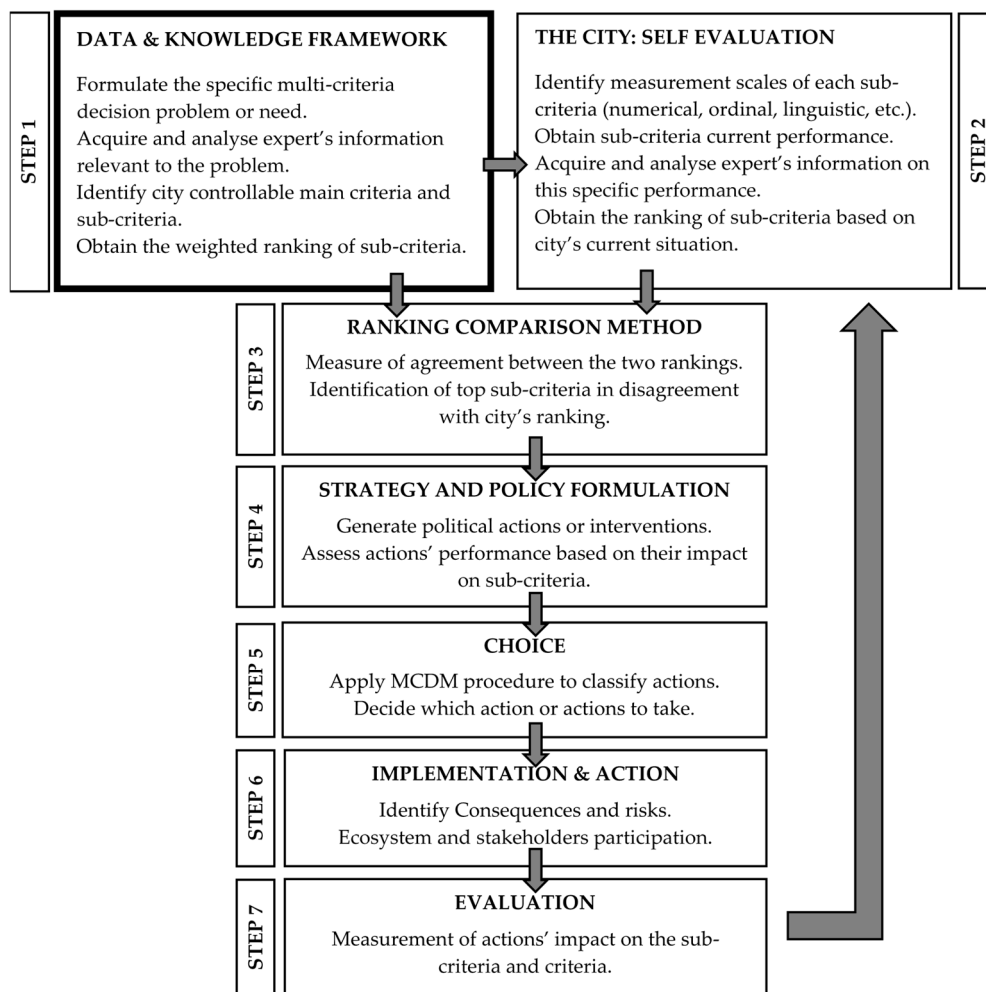 STEP 1
DATA & KNOWLEDGE FRAMEWORK
Formulate the specific multi-criteria
decision problem or need.
Acquire and analyse expert's information
relevant to the problem.
Identify city controllable main criteria and
sub-criteria.
Obtain the weighted ranking of sub-criteria.
THE CITY: SELF EVALUATION
Identify measurement scales of each sub-
criteria (numerical, ordinal, linguistic, etc.).
Obtain sub-criteria current performance.
Acquire and analyse expert's information on
this specific performance.
Obtain the ranking of sub-criteria based on
city's current situation.
STEP 2
STEP 3
RANKING COMPARISON METHOD
Measure of agreement between the two rankings.
Identification of top sub-criteria in disagreement
with city's ranking.
STEP 4
STRATEGY AND POLICY FORMULATION
Generate political actions or interventions.
Assess actions' performance based on their impact
on sub-criteria.
STEP 5
CHOICE
Apply MCDM procedure to classify actions.
Decide which action or actions to take.
STEP 6
IMPLEMENTATION & ACTION
Identify Consequences and risks.
Ecosystem and stakeholders participation.
STEP 7
EVALUATION
Measurement of actions' impact on the sub-
criteria and criteria.